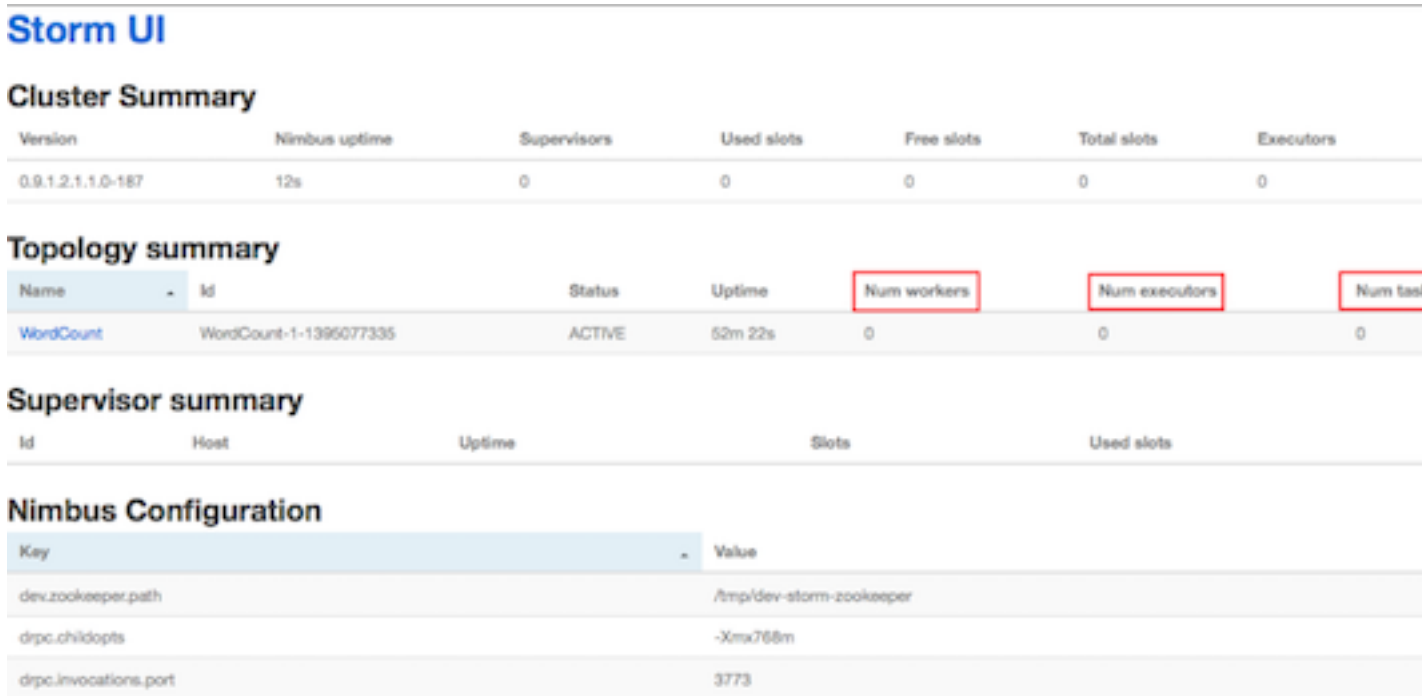 Storm UI
Cluster Summary
Version Nimbus uptime Supervisors Used slots Free slots Total slots Executors
0.9.1.2.1.1.0-187 12s 0 0 0 0 0
Topology summary
Name Id Status Uptime Num workers Num executors Num tas
WordCount WordCount-1-1395077335 ACTIVE 52m 22s 0 0 0
Supervisor summary
Id Host Uptime Slots Used slots
Nimbus Configuration
Key Value
dev.zookeeper.path /tmp/dev-storm-zookeeper
drpc.childopts -Xmx768m
drpc.invocations.port 3773